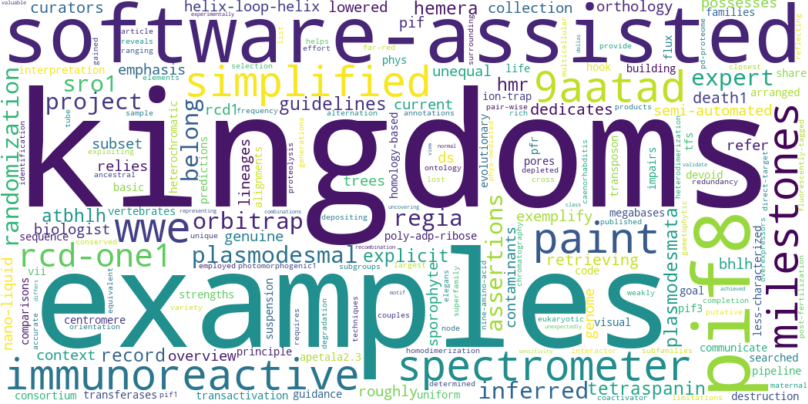 valuable
curators
helix-loop-helix
lowered
hemera
collection
orthology
possesses
experimentally
article
list
pif
families
software-assisted
reveals
gained
helps
far-red
surrounding
ranging
effort
phys
multicellular
provide
flux
interpretation
emphasis
elements
selection
unequal
life
hook
building
share
simplified
9aatad
expert
sro1
hmr
ion-trap
arranged
project
rcd1
frequency
guidelines
current
dedicates
death1
semi-automated
randomization
identification
tube
sample
belong
heterochromatic
alternation
annotations
products
pair-wise
kingdoms
subset
exploiting
relies
ancestral
basic
predictions
lineages
alignments
generations
rich
proteolysis
trees
homology-based
ds
ontology
lost
evolutionary
pfr
pores
depleted
cross
caenorhabditis
transposon
impairs
tfs
devoid
heterodimerization
refer
redundancy
validate
direct-target
milestones
atbhlh
vertebrates
representing
combinations
view
normal
uncovering
class
biologist
wwe
orbitrap
regia
exemplify
megabases
published
bhlh
sequence
conserved
unique
genuine
poly-adp-ribose
paint
retrieving
code
less-characterized
rcd-one1
recombination
motif
largest
employed
photomorphogenic1
plasmodesmal
explicit
assertions
contaminants
chromatography
plasmodesmata
goal
completion
putative
achieved
pif8
nano-liquid
vii
differs
subgroups
examples
sporophyte
elegans
superfamily
nine-amino-acid
weakly
genome
visual
pif3
communicate
maternal
post-fertilization
comparisons
accurate
strengths
variety
equivalent
suspension
degradation
techniques
node
eukaryotic
unexpectedly
searched
centromere
orientation
requires
couples
context
record
overview
principle
apetala2.3
homodimerization
spectrometer
interactor
subfamilies
pipeline
immunoreactive
determined
inferred
tetraspanin
coactivator
limitations
consortium
transferases
pif1
transactivation
guidance
roughly
uniform
destruction